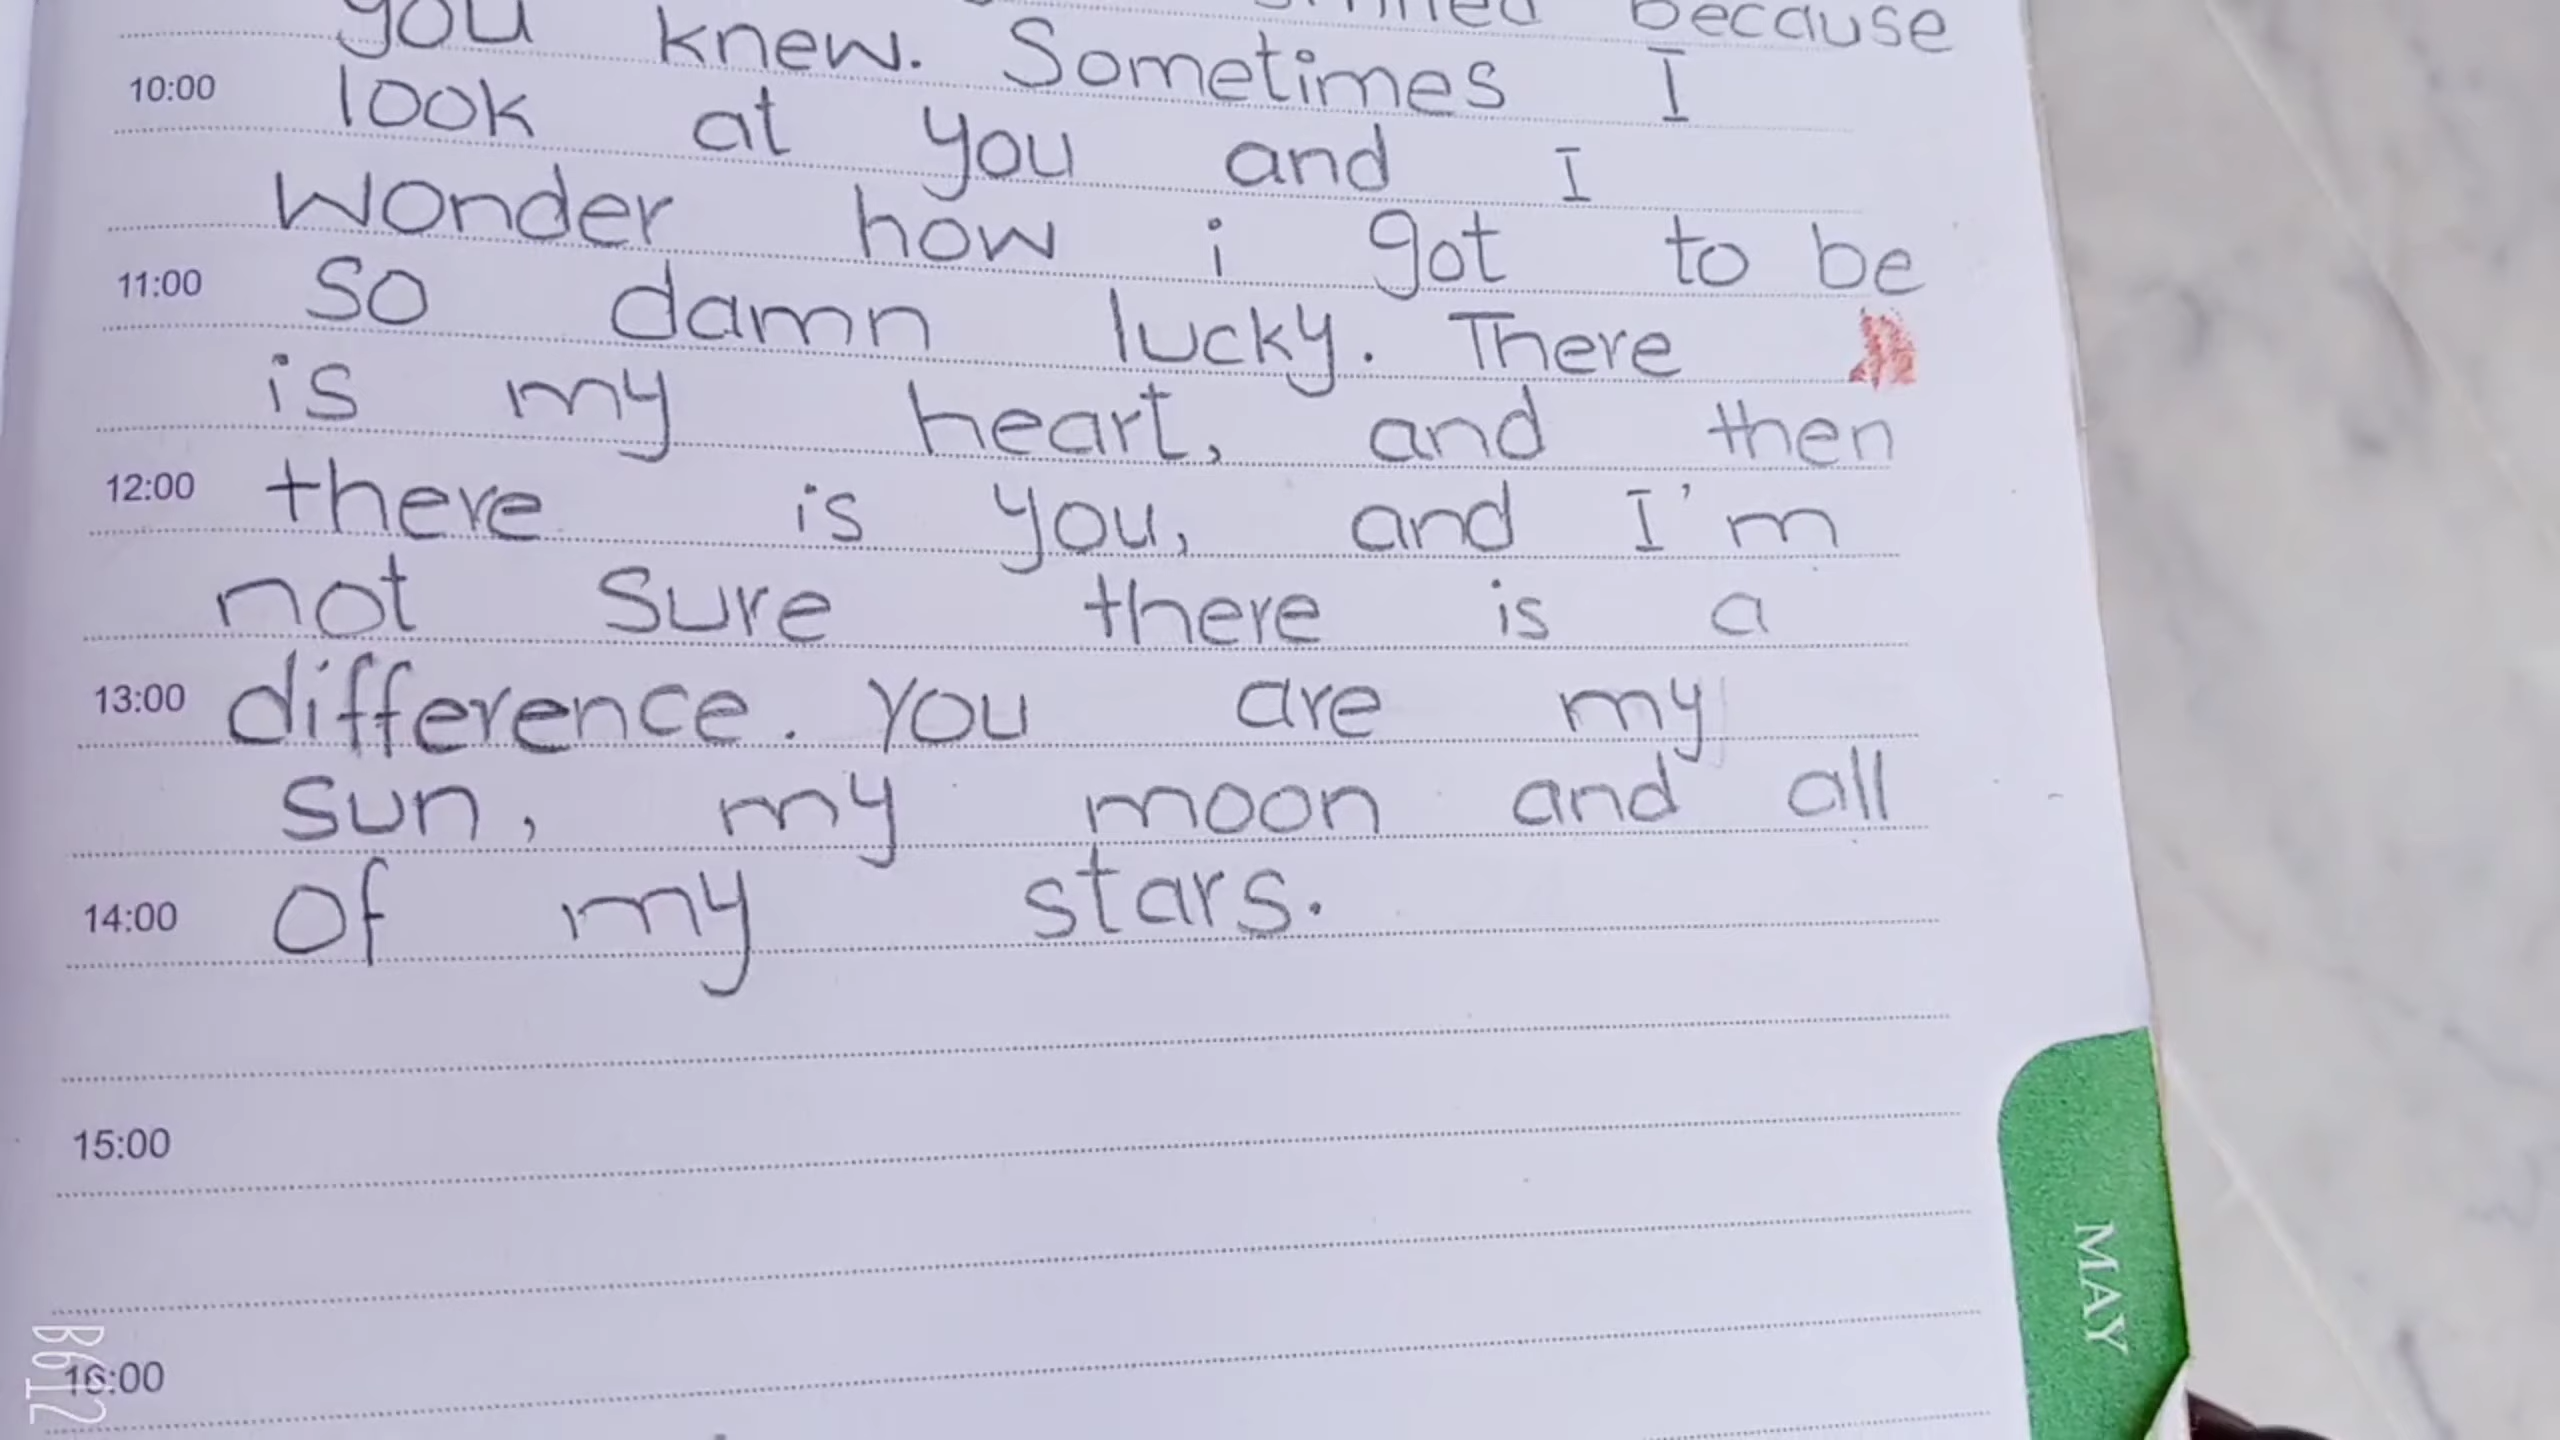 because
you knew. Sometimes I
10:00 look at you and I
wonder how i got to be
11:00 so damn lucky. There
is my heart, and then
12:00 there is you, and I'm
not sure there is a
13:00 difference. You are my
sun, my moon and all
14:00 of my stars.
15:00
16:00
MAY
B612